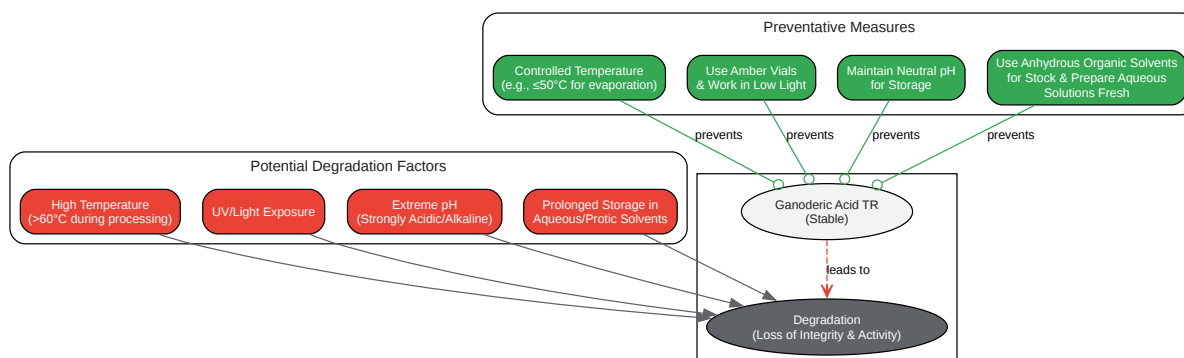 Preventative Measures
Controlled Temperature
(e.g., ≤50°C for evaporation)
Use Amber Vials
& Work in Low Light
Maintain Neutral pH
for Storage
Use Anhydrous Organic Solvents
for Stock & Prepare Aqueous
Solutions Fresh
prevents
prevents
prevents
prevents
Potential Degradation Factors
High Temperature
(>60°C during processing)
UV/Light Exposure
Extreme pH
(Strongly Acidic/Alkaline)
Prolonged Storage in
Aqueous/Protic Solvents
Ganoderic Acid TR
(Stable)
leads to
Degradation
(Loss of Integrity & Activity)